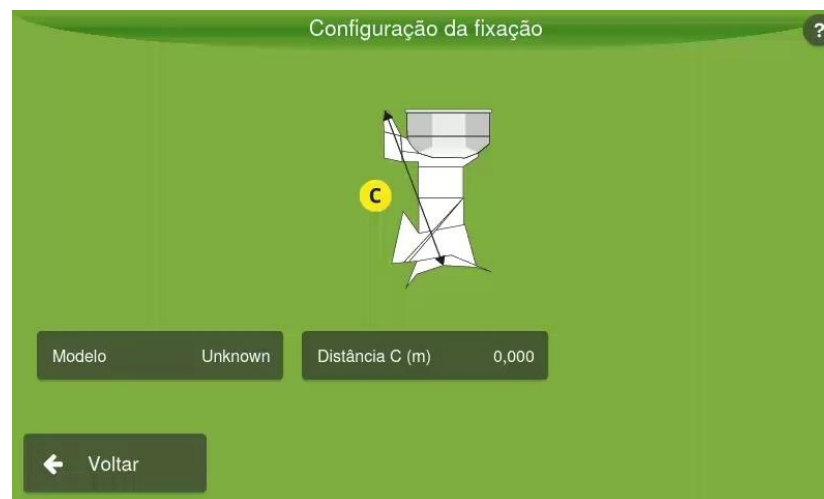 Configuração da fixação
?
C
Modelo Unknown
Distância C (m) 0,000
Voltar